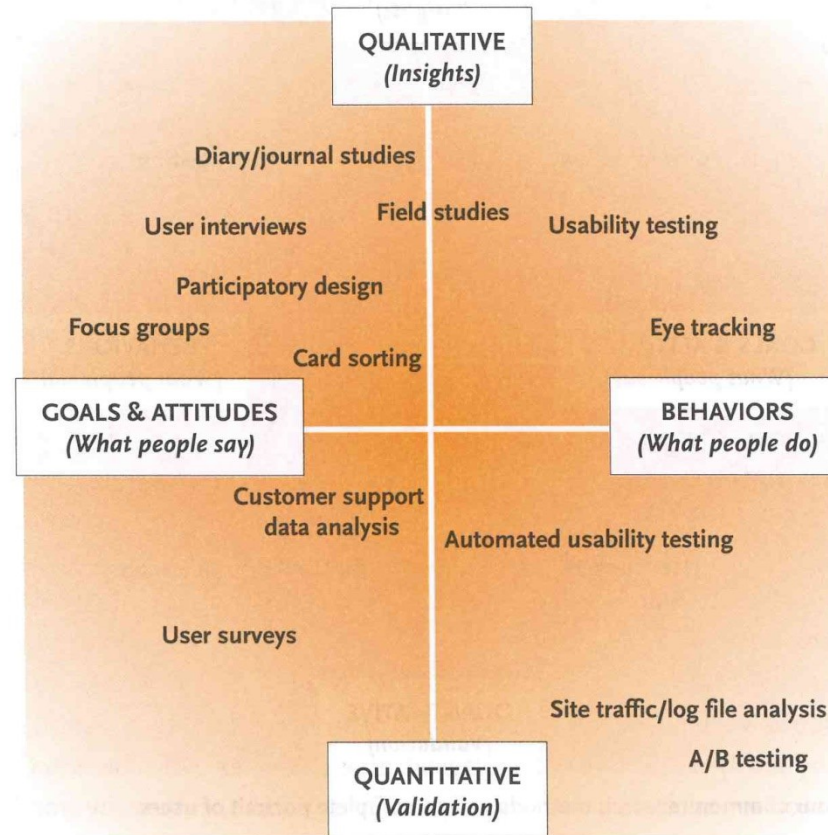 QUALITATIVE
(Insights)
Diary/journal studies
Field studies
User interviews
Usability testing
Participatory design
Focus groups
Eye tracking
Card sorting
GOALS & ATTITUDES
(What people say)
BEHAVIORS
(What people do)
Customer support
data analysis
Automated usability testing
User surveys
Site traffic/log file analysis
A/B testing
QUANTITATIVE
(Validation)